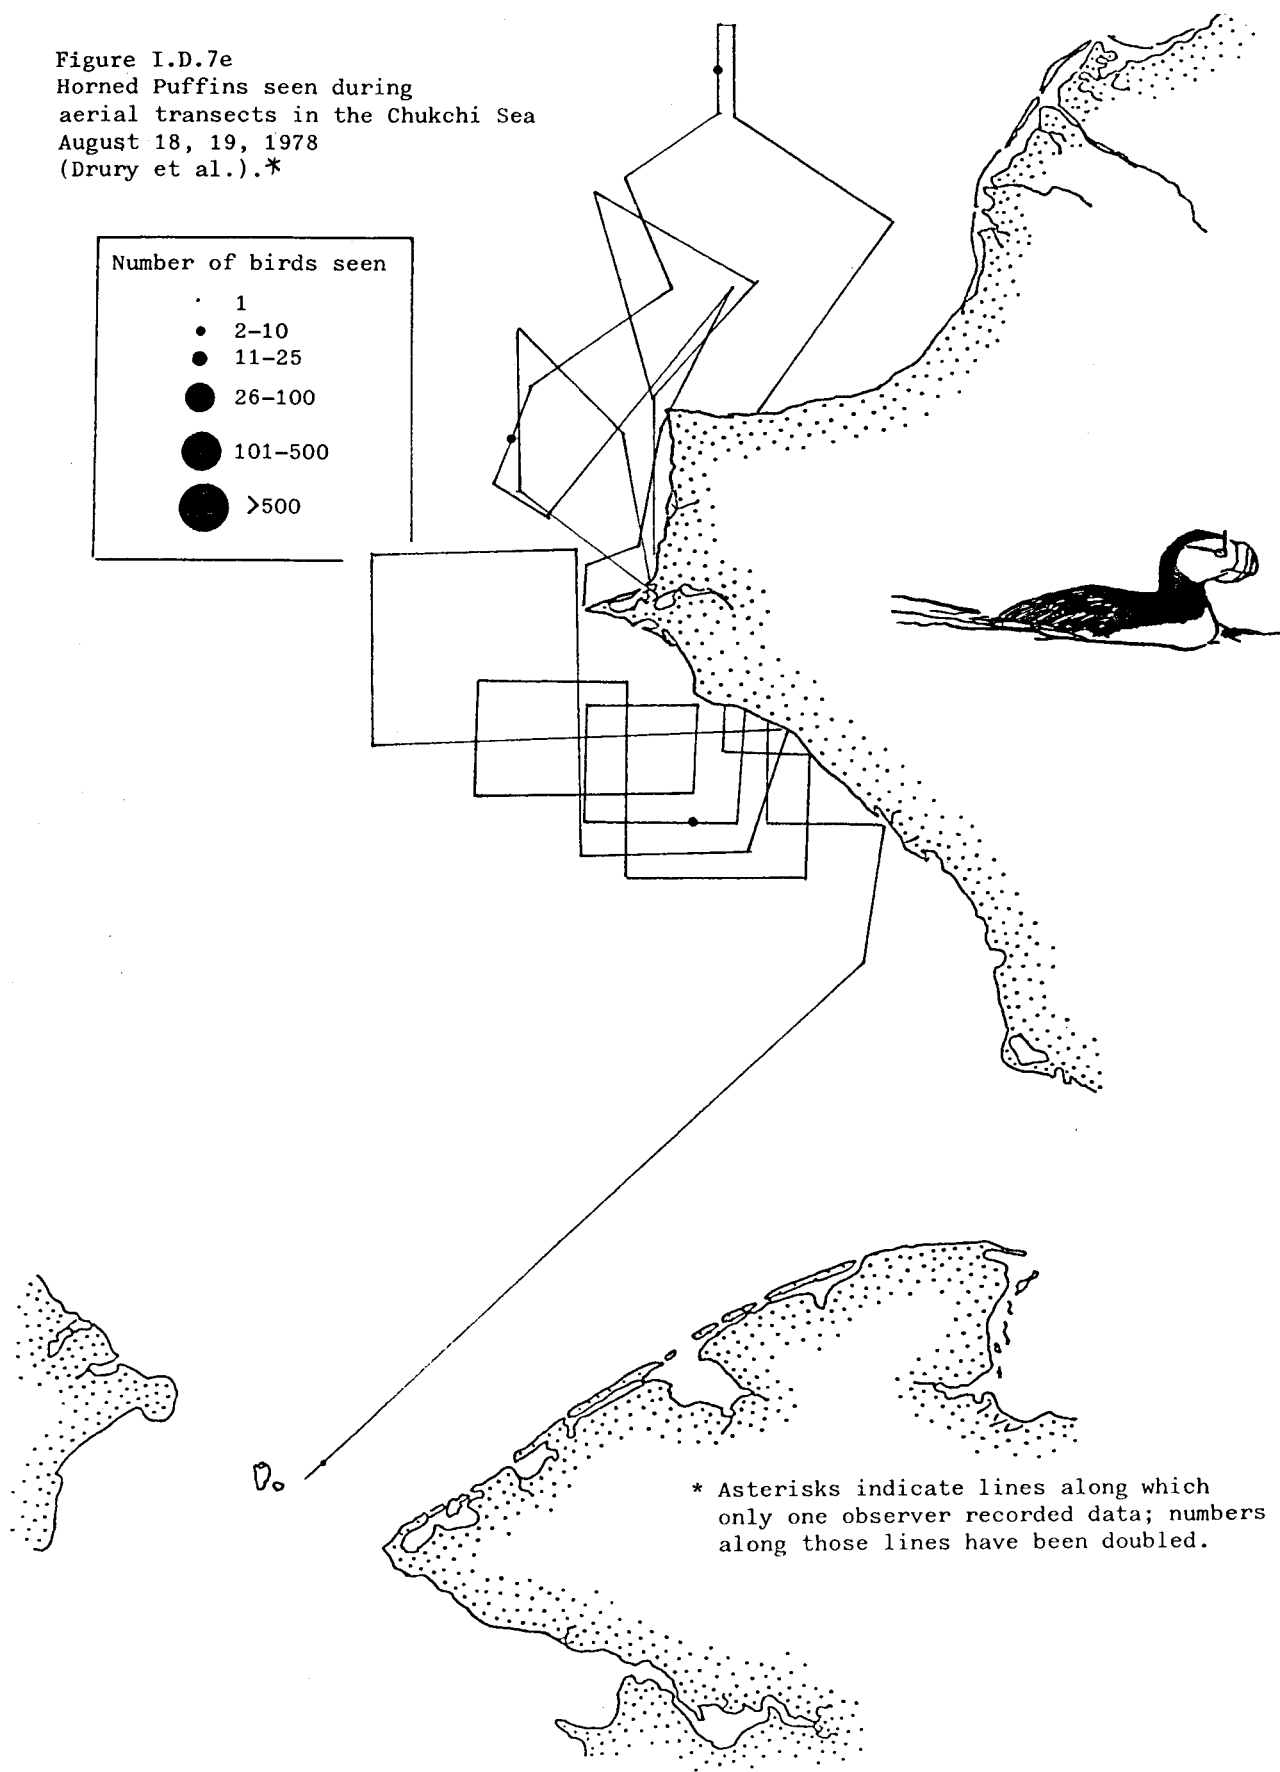 Figure I.D.7e
Horned Puffins seen during
aerial transects in the Chukchi Sea
August 18, 19, 1978
(Drury et al.).*
Number of birds seen
1
2-10
11-25
26-100
101-500
>500
* Asterisks indicate lines along which
only one observer recorded data; numbers
along those lines have been doubled.